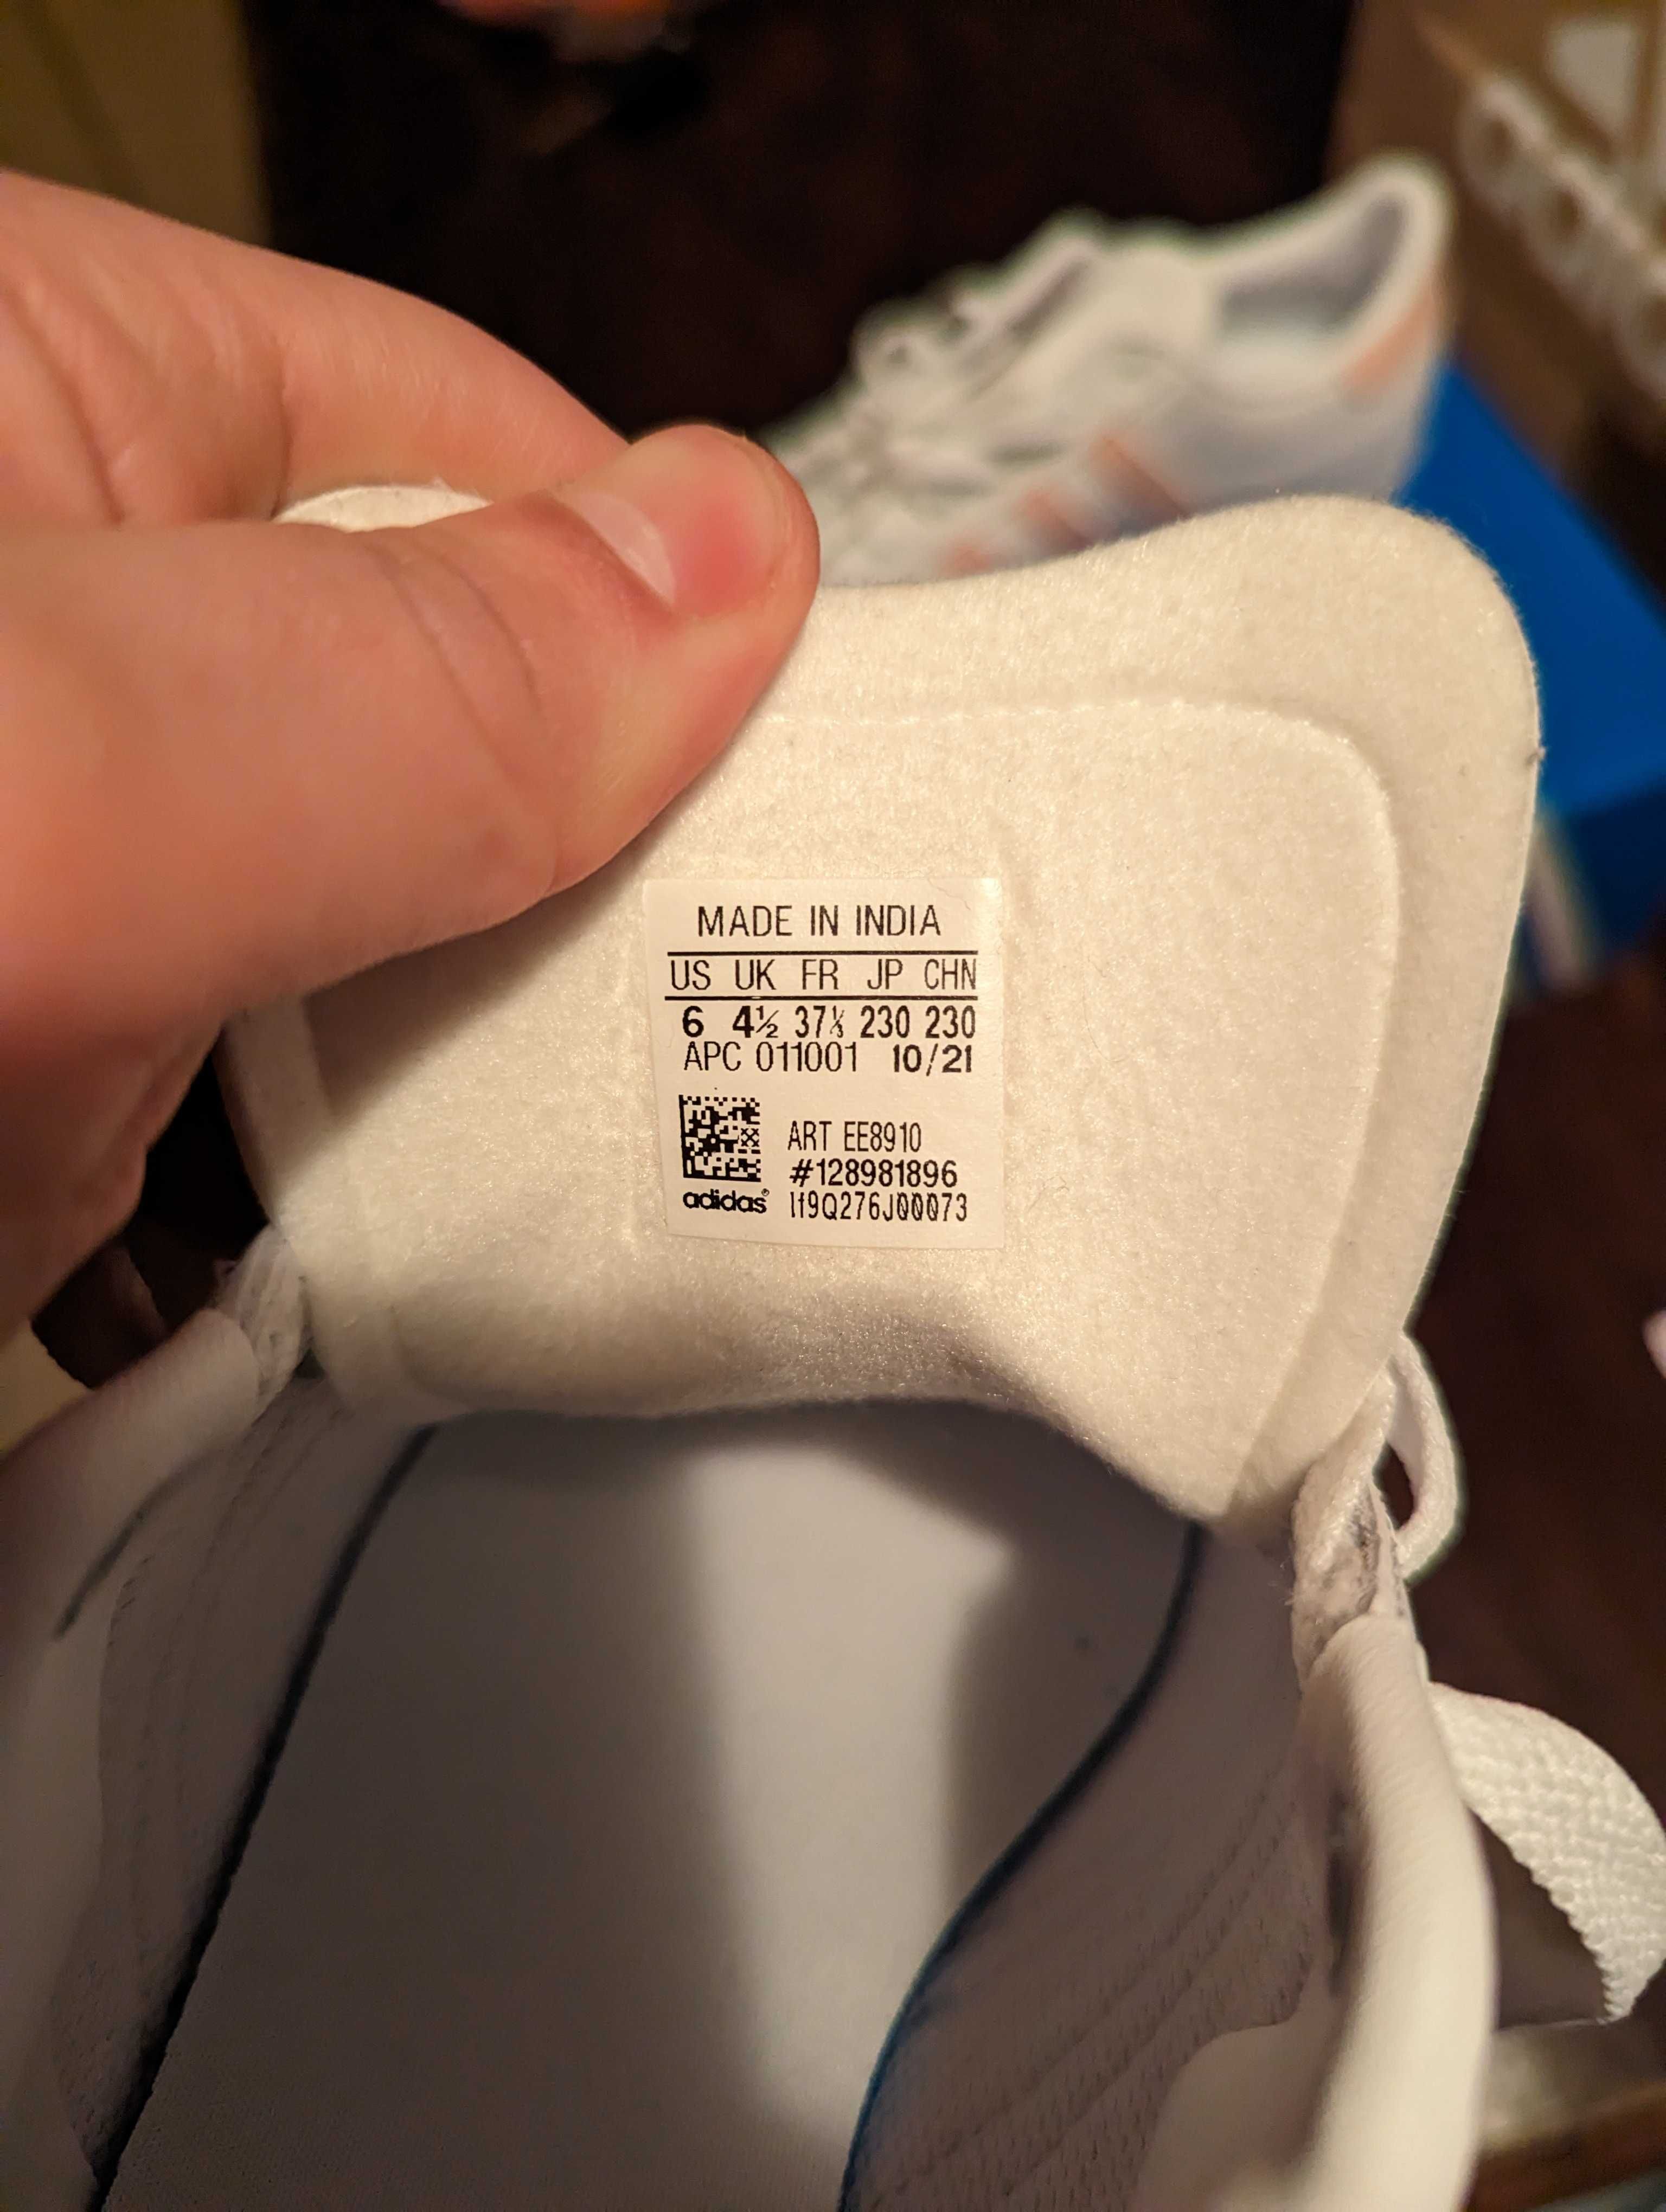 MADE IN INDIA
US UK FR JP CHN
6 4½ 37⅓ 230 230
APC 011001 10/21
ART EE8910
#128981896
adidas® 1f9Q276J00073